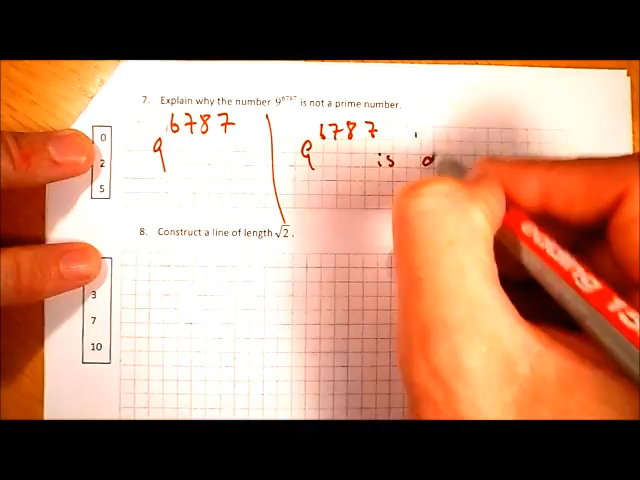 7. Explain why the number 9^6787 is not a prime number.
9^6787
9^6787 is
0
2
5
8. Construct a line of length √2.
3
7
10